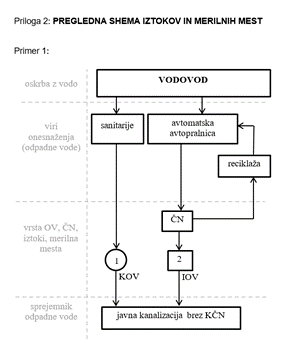 Priloga 2: PREGLEDNA SHEMA IZTOKOV IN MERILNIH MEST
Primer 1:
oskrba z vodo
VODOVOD
viri
onesnaženja
(odpadne vode)
sanitarije
avtomatska
avtopralnica
reciklaža
vrsta OV, ČN,
iztoki, merilna
mesta
ČN
1
2
KOV
IOV
sprejemnik
odpadne vode
javna kanalizacija brez KČN